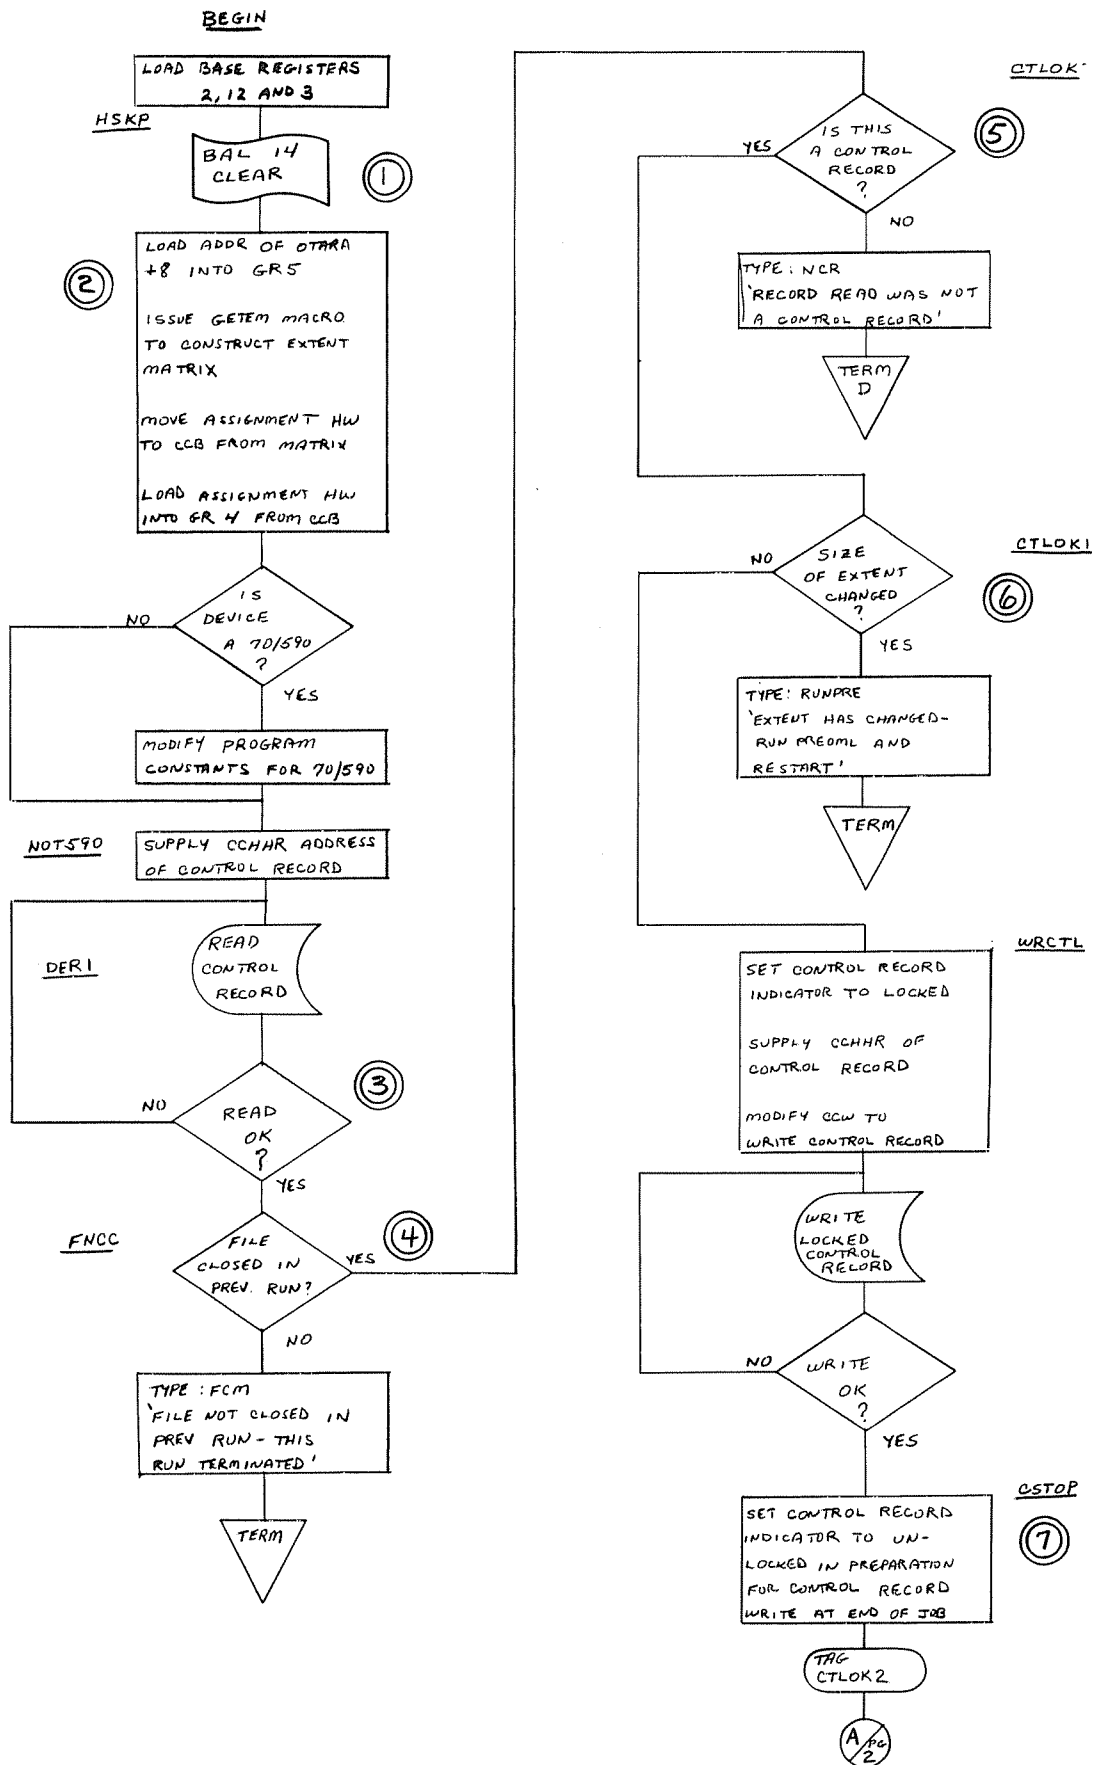 BEGIN
LOAD BASE REGISTERS
2, 12 AND 3
HSKP
BAL 14
CLEAR
1
2
LOAD ADDR OF OTARA
+8 INTO GR5
ISSUE GETEM MACRO
TO CONSTRUCT EXTENT
MATRIX
MOVE ASSIGNMENT HW
TO CCB FROM MATRIX
LOAD ASSIGNMENT HW
INTO GR 4 FROM CCB
IS
DEVICE
A 70/590
?
NO
YES
MODIFY PROGRAM
CONSTANTS FOR 70/590
NOT590
SUPPLY CCHHR ADDRESS
OF CONTROL RECORD
DER1
READ
CONTROL
RECORD
3
NO
READ
OK
?
YES
FNCC
FILE
CLOSED IN
PREV. RUN?
4
YES
NO
TYPE : FCM
'FILE NOT CLOSED IN
PREV RUN - THIS
RUN TERMINATED'
TERM
CTLOK
5
IS THIS
A CONTROL
RECORD
?
YES
NO
TYPE: NCR
'RECORD READ WAS NOT
A CONTROL RECORD'
TERM
D
CTLOK1
6
SIZE
OF EXTENT
CHANGED
?
NO
YES
TYPE: RUNPRE
'EXTENT HAS CHANGED-
RUN PREOML AND
RESTART'
TERM
WRCTL
SET CONTROL RECORD
INDICATOR TO LOCKED
SUPPLY CCHHR OF
CONTROL RECORD
MODIFY CCW TO
WRITE CONTROL RECORD
WRITE
LOCKED
CONTROL
RECORD
NO
WRITE
OK
?
YES
CSTOP
7
SET CONTROL RECORD
INDICATOR TO UN-
LOCKED IN PREPARATION
FOR CONTROL RECORD
WRITE AT END OF JOB
TAG
CTLOK2
A/PG
2